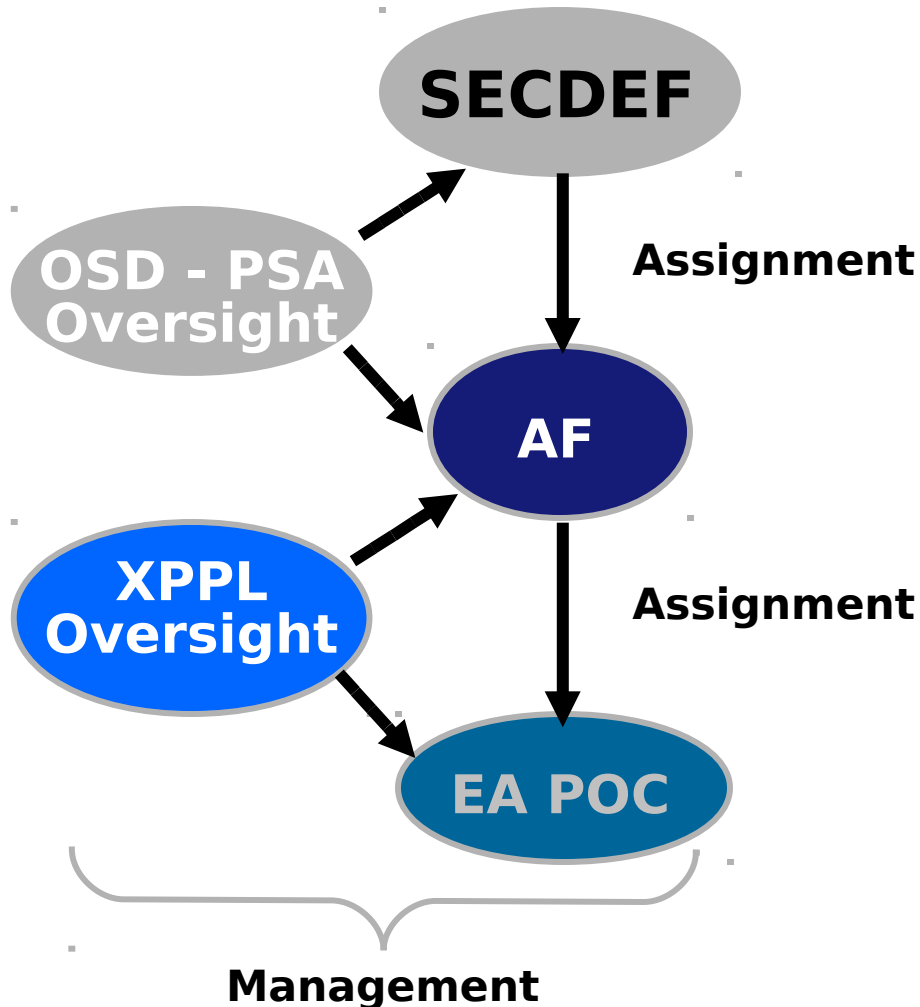 SECDEF
OSD - PSA
Oversight
Assignment
AF
XPPL
Oversight
Assignment
EA POC
Management